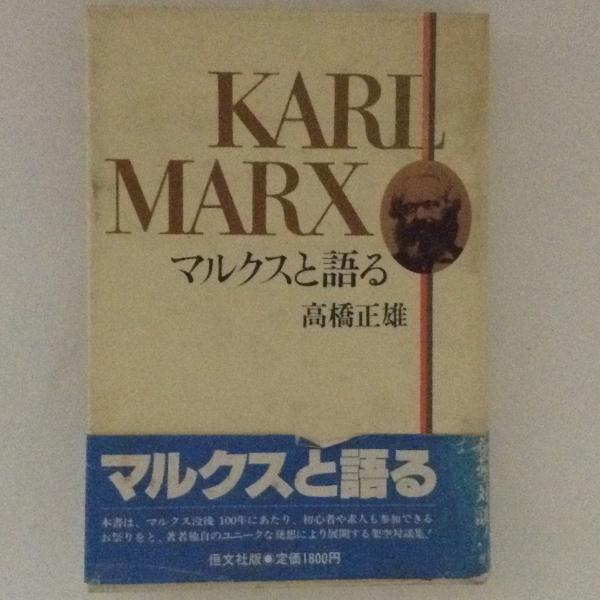 KARL
MARX
マルクスと語る
高橋正雄
マルクスと語る
本書は、マルクス没後100年にあたり、初心者や素人も参加できる
お祭りをと、著者独自のユニークな発想により展開する架空対談集!
恒文社版●定価1800円